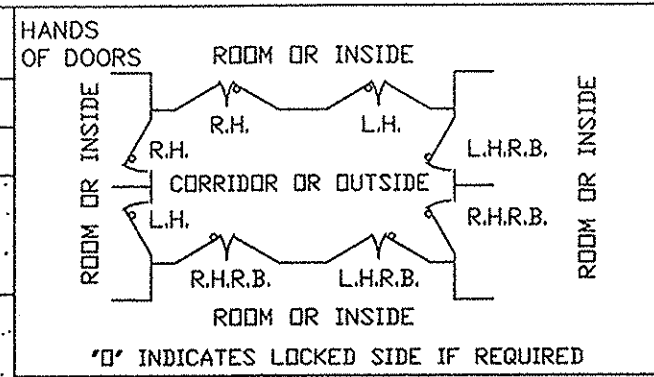 HANDS
OF DOORS
ROOM OR INSIDE
ROOM OR INSIDE
R.H.
L.H.
ROOM OR INSIDE
R.H.
L.H.R.B.
CORRIDOR OR OUTSIDE
L.H.
R.H.R.B.
R.H.R.B.
L.H.R.B.
ROOM OR INSIDE
'O' INDICATES LOCKED SIDE IF REQUIRED